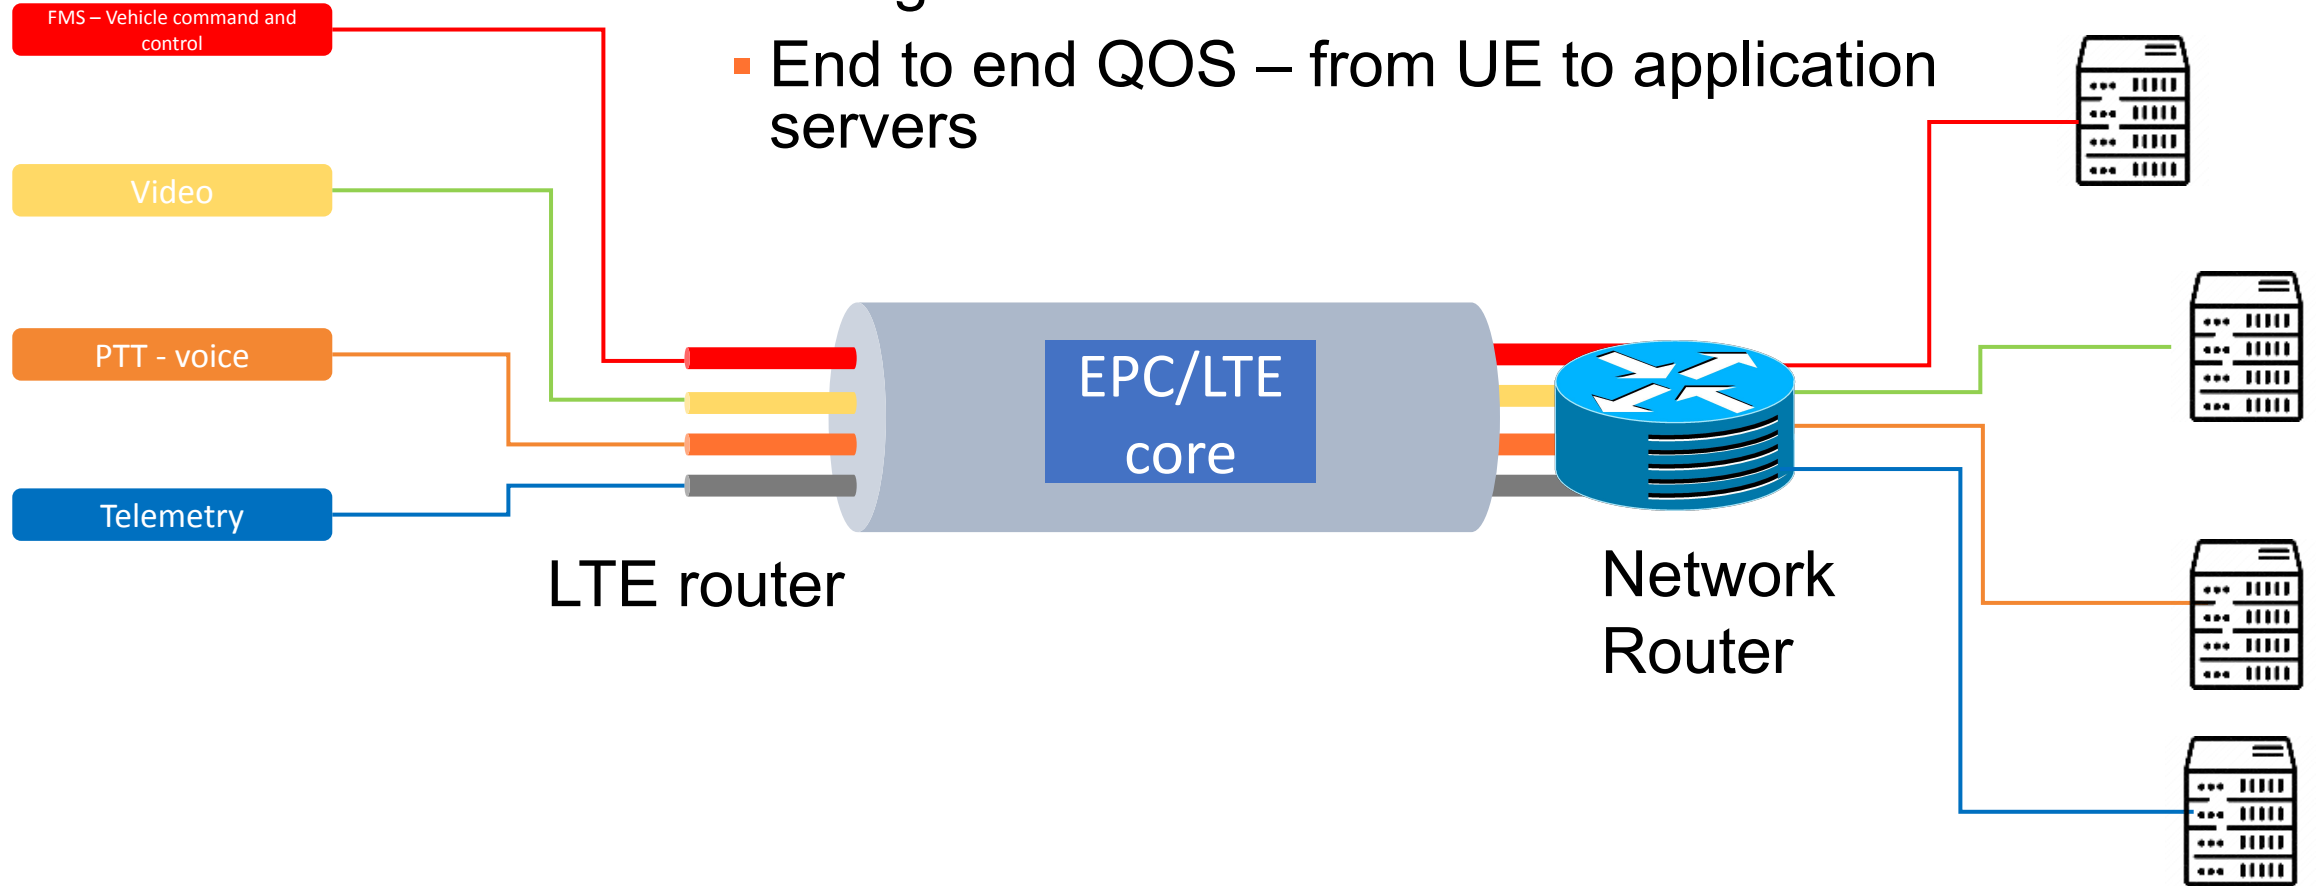 FMS – Vehicle command and
control
▪ End to end QOS – from UE to application
servers
Video
PTT - voice
EPC/LTE
core
Telemetry
LTE router
Network
Router